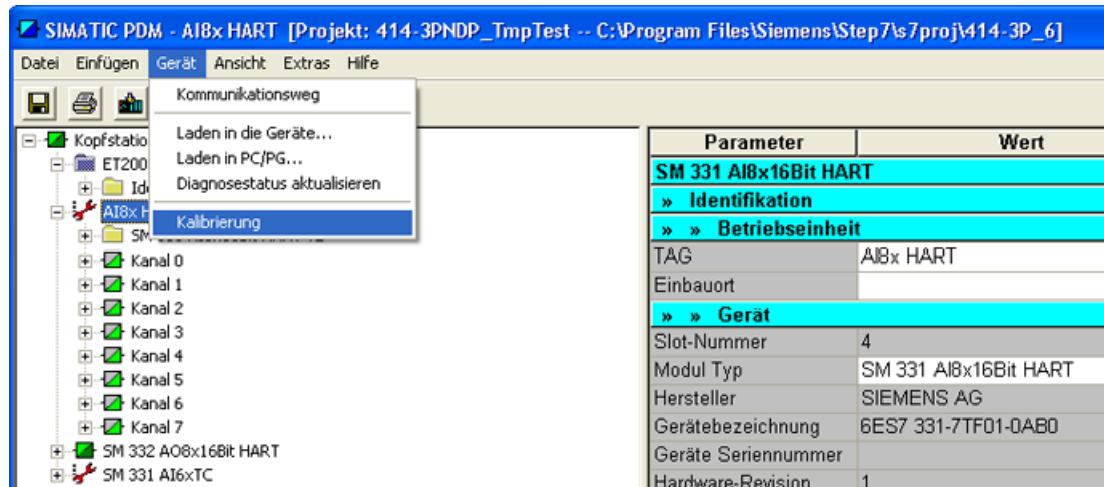 SIMATIC PDM - AI8x HART [Projekt: 414-3PNDP_TmpTest -- C:\Program Files\Siemens\Step7\s7proj\414-3P_6]
Datei Einfügen Gerät Ansicht Extras Hilfe
Kommunikationsweg
Laden in die Geräte...
Laden in PC/PG...
Diagnosestatus aktualisieren
Kalibrierung
Kopfstatio
ET200
Ide
AI8x H
Kanal 0
Kanal 1
Kanal 2
Kanal 3
Kanal 4
Kanal 5
Kanal 6
Kanal 7
SM 332 AO8x16Bit HART
SM 331 AI6xTC
Parameter Wert
SM 331 AI8x16Bit HART
» Identifikation
» » Betriebseinheit
TAG AI8x HART
Einbauort
» » Gerät
Slot-Nummer 4
Modul Typ SM 331 AI8x16Bit HART
Hersteller SIEMENS AG
Gerätebezeichnung 6ES7 331-7TF01-0AB0
Geräte Seriennummer
Hardware-Revision 1